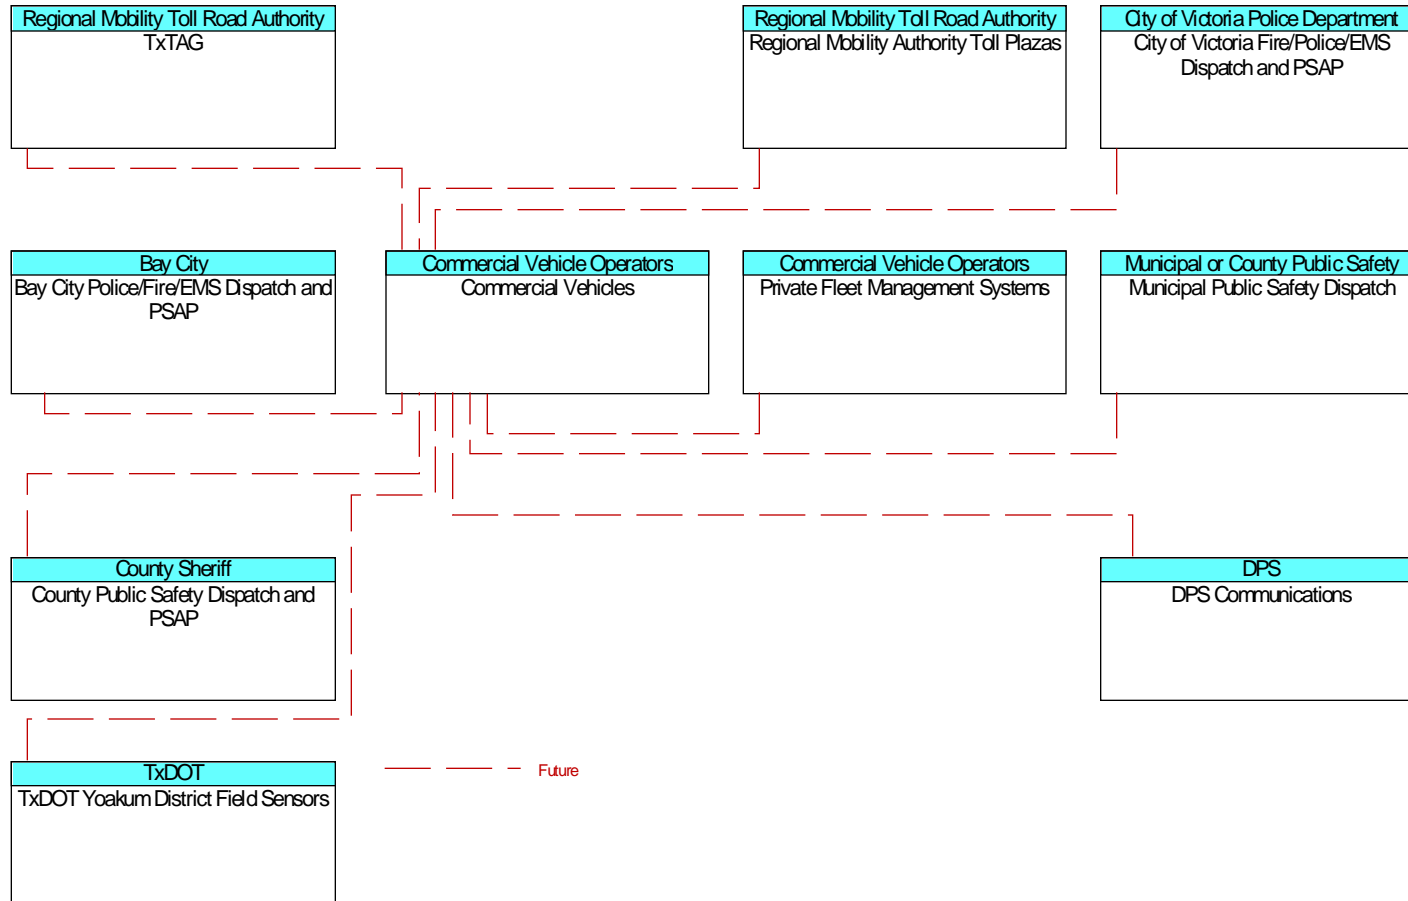 Regional Mobility Toll Road Authority
TxTAG
Regional Mobility Toll Road Authority
Regional Mobility Authority Toll Plazas
City of Victoria Police Department
City of Victoria Fire/Police/EMS
Dispatch and PSAP
Bay City
Bay City Police/Fire/EMS Dispatch and
PSAP
Commercial Vehicle Operators
Commercial Vehicles
Commercial Vehicle Operators
Private Fleet Management Systems
Municipal or County Public Safety
Municipal Public Safety Dispatch
County Sheriff
County Public Safety Dispatch and
PSAP
DPS
DPS Communications
TxDOT
TxDOT Yoakum District Field Sensors
Future